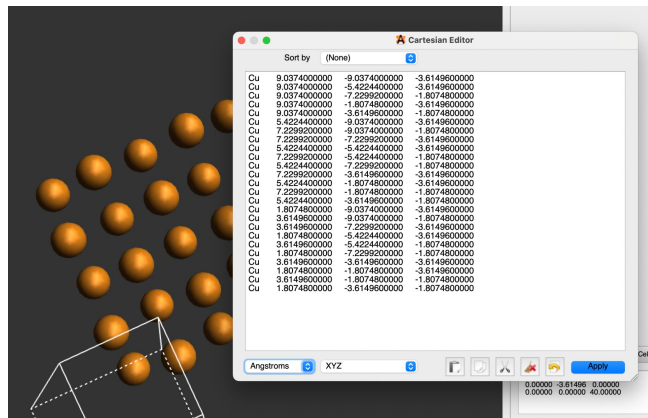 Cartesian Editor
Sort by (None)
Cu 9.0374000000 -9.0374000000 -3.6149600000
Cu 9.0374000000 -5.4224400000 -3.6149600000
Cu 9.0374000000 -7.2299200000 -1.8074800000
Cu 9.0374000000 -1.8074800000 -3.6149600000
Cu 9.0374000000 -3.6149600000 -1.8074800000
Cu 5.4224400000 -9.0374000000 -3.6149600000
Cu 7.2299200000 -9.0374000000 -1.8074800000
Cu 7.2299200000 -7.2299200000 -3.6149600000
Cu 5.4224400000 -5.4224400000 -3.6149600000
Cu 7.2299200000 -5.4224400000 -1.8074800000
Cu 5.4224400000 -7.2299200000 -1.8074800000
Cu 7.2299200000 -3.6149600000 -3.6149600000
Cu 5.4224400000 -1.8074800000 -3.6149600000
Cu 7.2299200000 -1.8074800000 -1.8074800000
Cu 5.4224400000 -3.6149600000 -1.8074800000
Cu 1.8074800000 -9.0374000000 -3.6149600000
Cu 3.6149600000 -9.0374000000 -1.8074800000
Cu 3.6149600000 -7.2299200000 -3.6149600000
Cu 1.8074800000 -5.4224400000 -3.6149600000
Cu 3.6149600000 -5.4224400000 -1.8074800000
Cu 1.8074800000 -7.2299200000 -1.8074800000
Cu 3.6149600000 -3.6149600000 -3.6149600000
Cu 1.8074800000 -1.8074800000 -3.6149600000
Cu 3.6149600000 -1.8074800000 -1.8074800000
Cu 1.8074800000 -3.6149600000 -1.8074800000
Angstroms XYZ Apply
Cel
0.00000 -3.61496 0.00000
0.00000 0.00000 40.00000